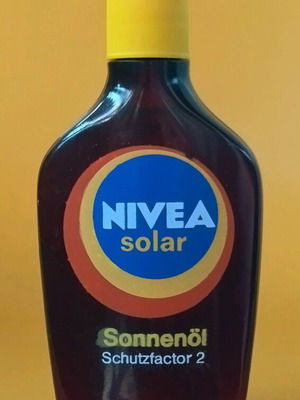 NIVEA
solar
Sonnenöl
Schutzfactor 2